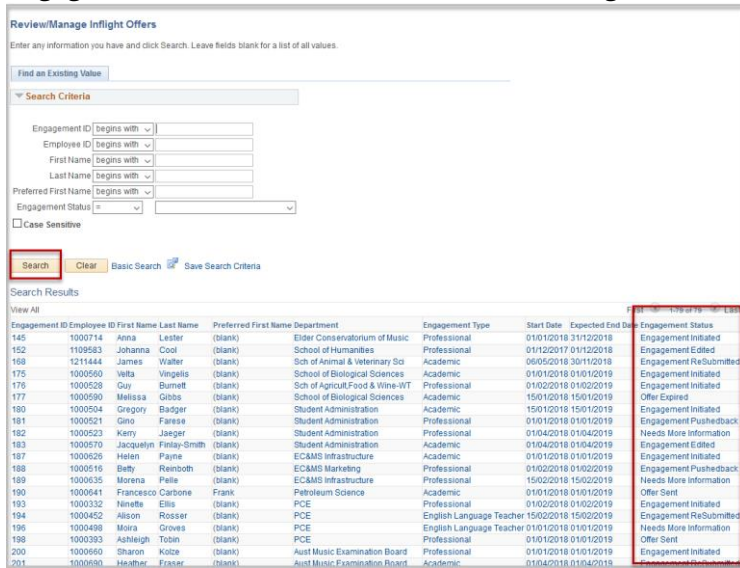 Review/Manage Inflight Offers
Enter any information you have and click Search. Leave fields blank for a list of all values.
Find an Existing Value
Search Criteria
Engagement ID begins with
Employee ID begins with
First Name begins with
Last Name begins with
Preferred First Name begins with
Engagement Status =
Case Sensitive
Search Clear Basic Search Save Search Criteria
Search Results
View All First 1-79 of 79 Last
Engagement ID Employee ID First Name Last Name Preferred First Name Department Engagement Type Start Date Expected End Date Engagement Status
145 1000714 Anna Lester (blank) Elder Conservatorium of Music Professional 01/01/2018 31/12/2018 Engagement Initiated
152 1109583 Johanna Cool (blank) School of Humanities Professional 01/12/2017 01/12/2018 Engagement Edited
168 1211444 James Walter (blank) Sch of Animal & Veterinary Sci Academic 06/05/2018 30/11/2018 Engagement ReSubmitted
175 1000560 Velta Vingelis (blank) School of Biological Sciences Academic 01/01/2018 01/01/2019 Engagement Initiated
176 1000528 Guy Burnett (blank) Sch of Agricult,Food & Wine-WT Professional 01/02/2018 01/02/2019 Engagement Initiated
177 1000590 Melissa Gibbs (blank) School of Biological Sciences Academic 15/01/2018 15/01/2019 Offer Expired
180 1000504 Gregory Badger (blank) Student Administration Academic 15/01/2018 15/01/2019 Engagement Initiated
181 1000521 Gino Farese (blank) Student Administration Professional 01/01/2018 01/01/2019 Engagement Pushedback
182 1000523 Kerry Jaeger (blank) Student Administration Professional 01/04/2018 01/04/2019 Needs More Information
183 1000570 Jacquelyn Finlay-Smith (blank) Student Administration Academic 01/04/2018 01/04/2019 Engagement Edited
187 1000626 Helen Payne (blank) EC&MS Infrastructure Academic 01/01/2018 01/01/2019 Engagement Initiated
188 1000516 Betty Reinboth (blank) EC&MS Marketing Professional 01/02/2018 01/02/2019 Engagement Pushedback
189 1000635 Morena Pelle (blank) EC&MS Infrastructure Professional 15/02/2018 15/02/2019 Needs More Information
190 1000641 Francesco Carbone Frank Petroleum Science Academic 01/01/2018 01/01/2019 Offer Sent
193 1000332 Ninette Ellis (blank) PCE Professional 01/02/2018 01/02/2019 Engagement Initiated
194 1000452 Alison Rosser (blank) PCE English Language Teacher 15/02/2018 15/02/2019 Engagement ReSubmitted
196 1000498 Moira Groves (blank) PCE English Language Teacher 01/01/2018 01/01/2019 Needs More Information
198 1000393 Ashleigh Tobin (blank) PCE Professional 01/01/2018 01/01/2019 Offer Sent
200 1000660 Sharon Kolze (blank) Aust Music Examination Board Professional 01/01/2018 01/01/2019 Engagement Initiated
201 1000690 Heather Fraser (blank) Aust Music Examination Board Academic 01/04/2018 01/04/2019 Engagement ReSubmitted